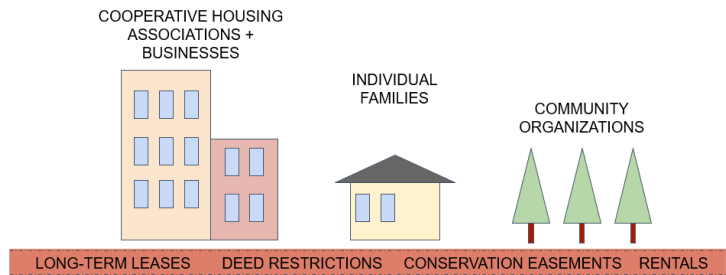 COOPERATIVE HOUSING
ASSOCIATIONS +
BUSINESSES
INDIVIDUAL
FAMILIES
COMMUNITY
ORGANIZATIONS
LONG-TERM LEASES DEED RESTRICTIONS CONSERVATION EASEMENTS RENTALS